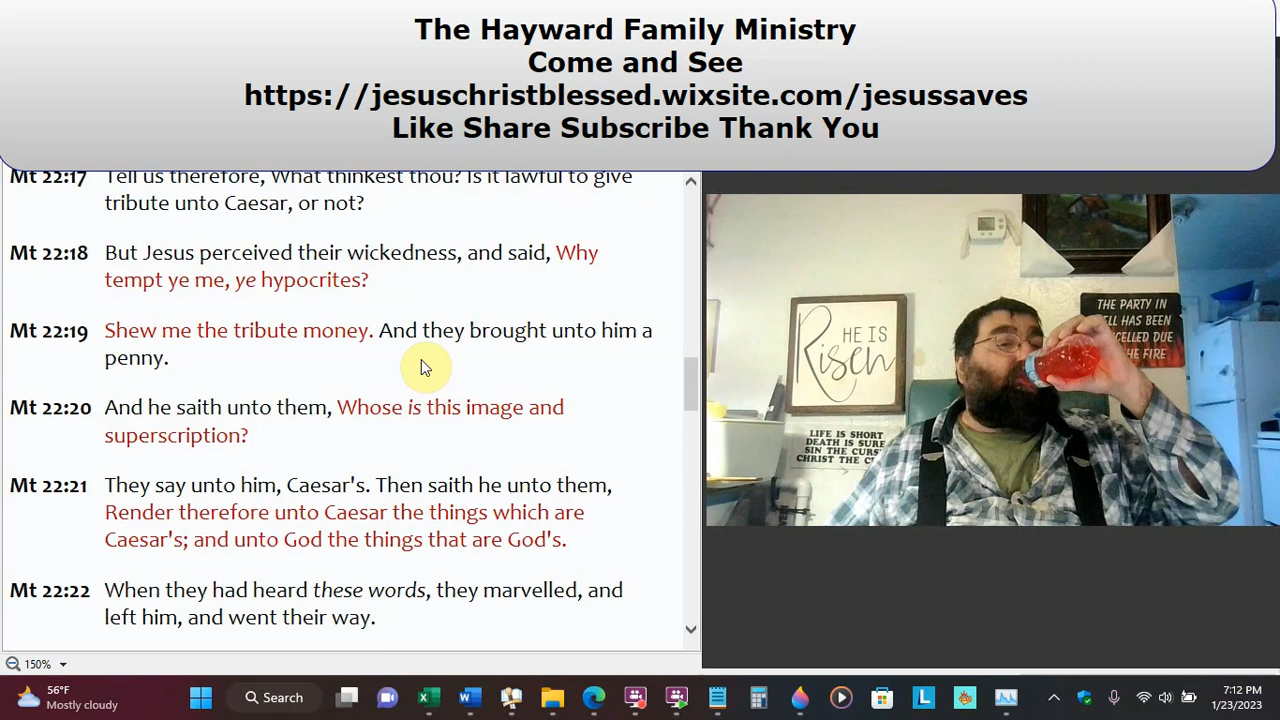 The Hayward Family Ministry
Come and See
https://jesuschristblessed.wixsite.com/jesussaves
Like Share Subscribe Thank You
Mt 22:17 Tell us therefore, What thinkest thou? Is it lawful to give
tribute unto Caesar, or not?
Mt 22:18 But Jesus perceived their wickedness, and said, Why
tempt ye me, ye hypocrites?
Mt 22:19 Shew me the tribute money. And they brought unto him a
penny.
Mt 22:20 And he saith unto them, Whose is this image and
superscription?
Mt 22:21 They say unto him, Caesar's. Then saith he unto them,
Render therefore unto Caesar the things which are
Caesar's; and unto God the things that are God's.
Mt 22:22 When they had heard these words, they marvelled, and
left him, and went their way.
150%
HE IS
Risen
THE PARTY IN
HAS BEEN
DUE
FIRE
LIFE IS SHORT
DEATH IS SURE
SIN THE
CHRIST THE
56°F
Mostly cloudy
Search
7:12 PM
1/23/2023